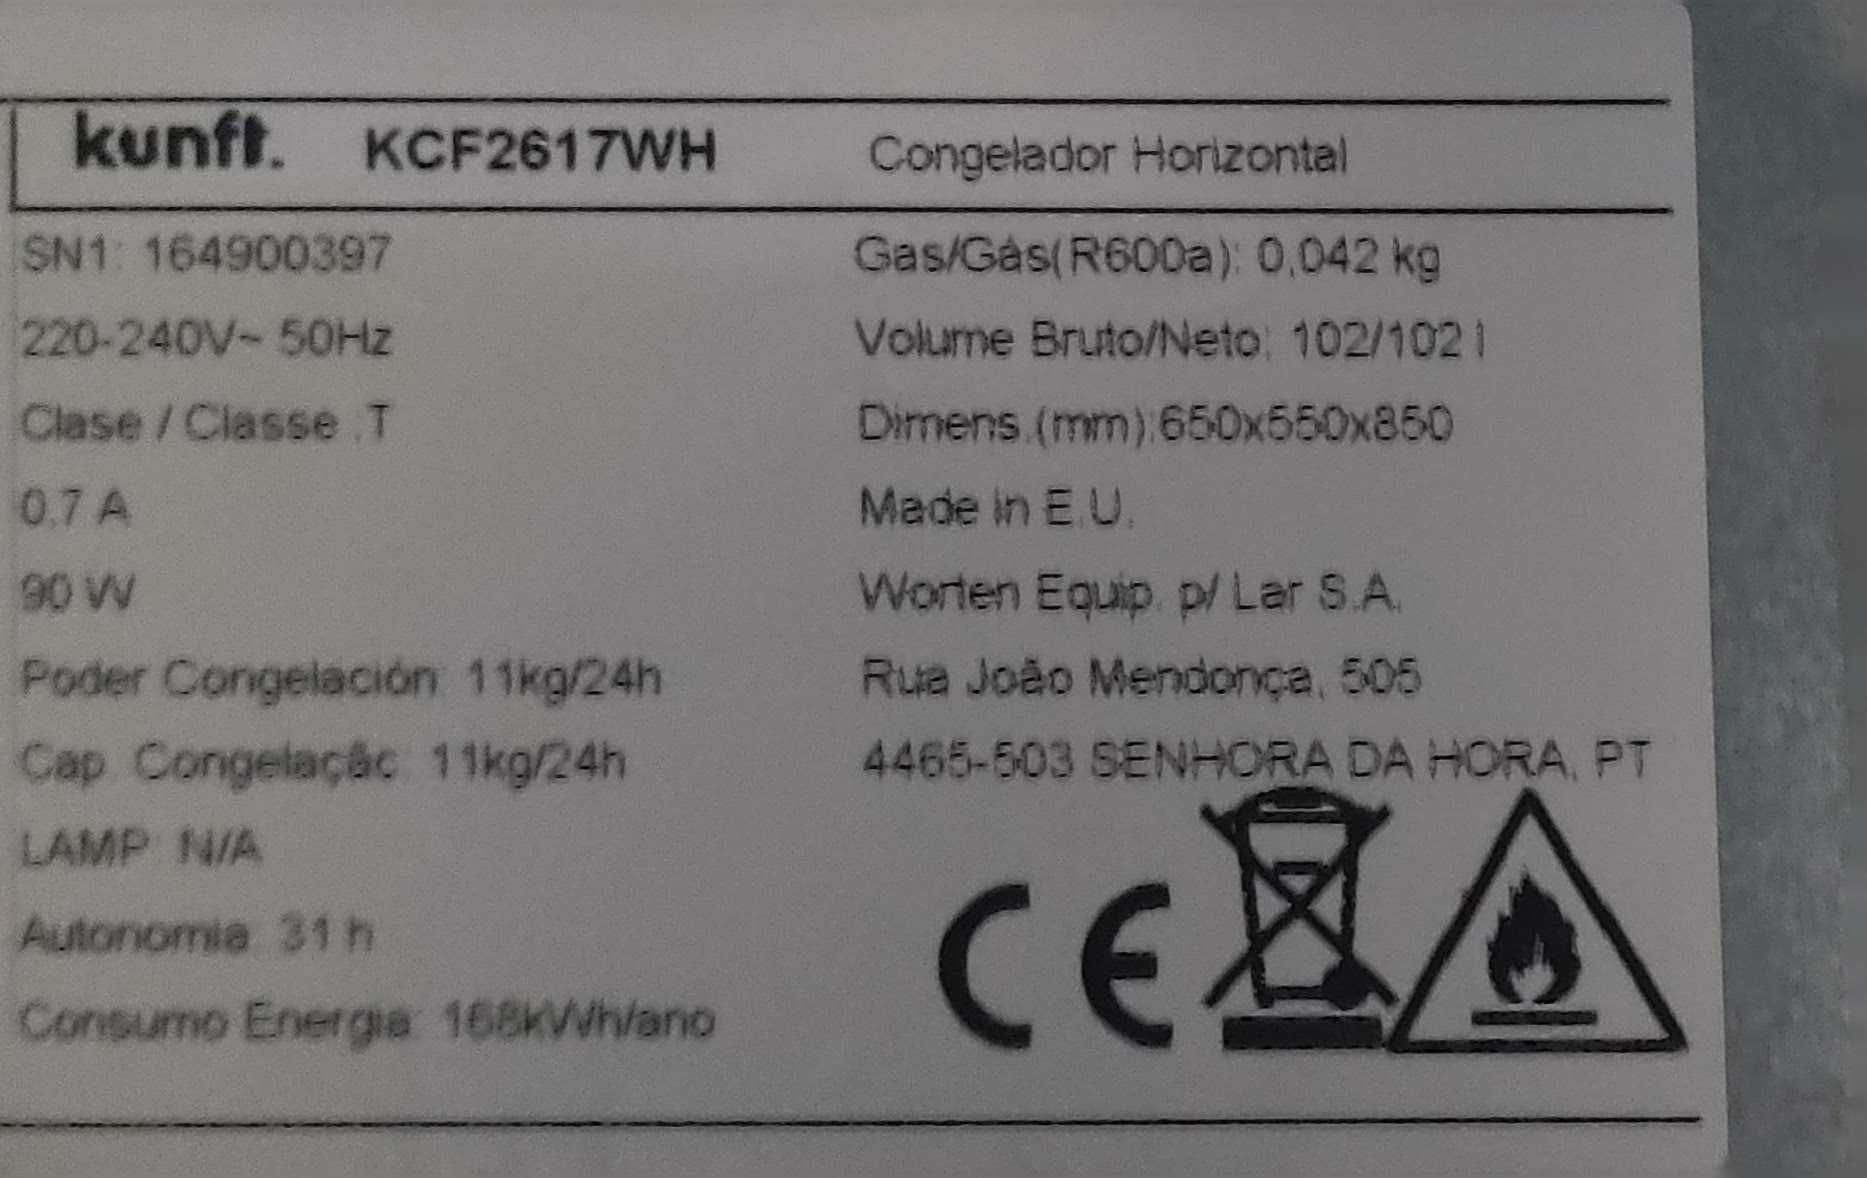 kunft. KCF2617WH Congelador Horizontal
SN1: 164900397
220-240V~ 50Hz
Clase / Classe :T
0.7 A
90 W
Poder Congelación: 11kg/24h
Cap. Congelação: 11kg/24h
LAMP: N/A
Autonomia: 31 h
Consumo Energia: 168kWh/ano
Gas/Gás(R600a): 0,042 kg
Volume Bruto/Neto: 102/102 l
Dimens.(mm):650x550x850
Made in E.U.
Worten Equip. p/ Lar S.A.
Rua João Mendonça, 505
4465-503 SENHORA DA HORA, PT
CE